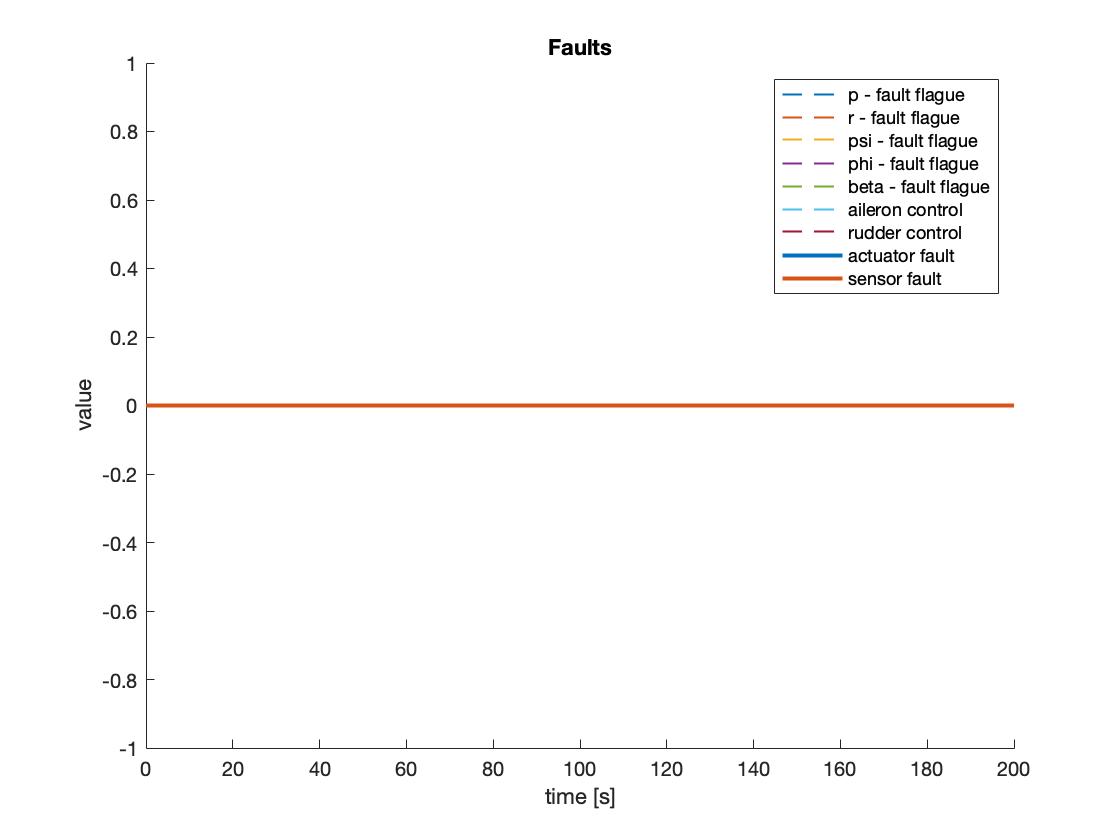 Faults
1
0.8
0.6
0.4
0.2
0
-0.2
-0.4
-0.6
-0.8
-1
value
p - fault flague
r - fault flague
psi - fault flague
phi - fault flague
beta - fault flague
aileron control
rudder control
actuator fault
sensor fault
0 20 40 60 80 100 120 140 160 180 200
time [s]